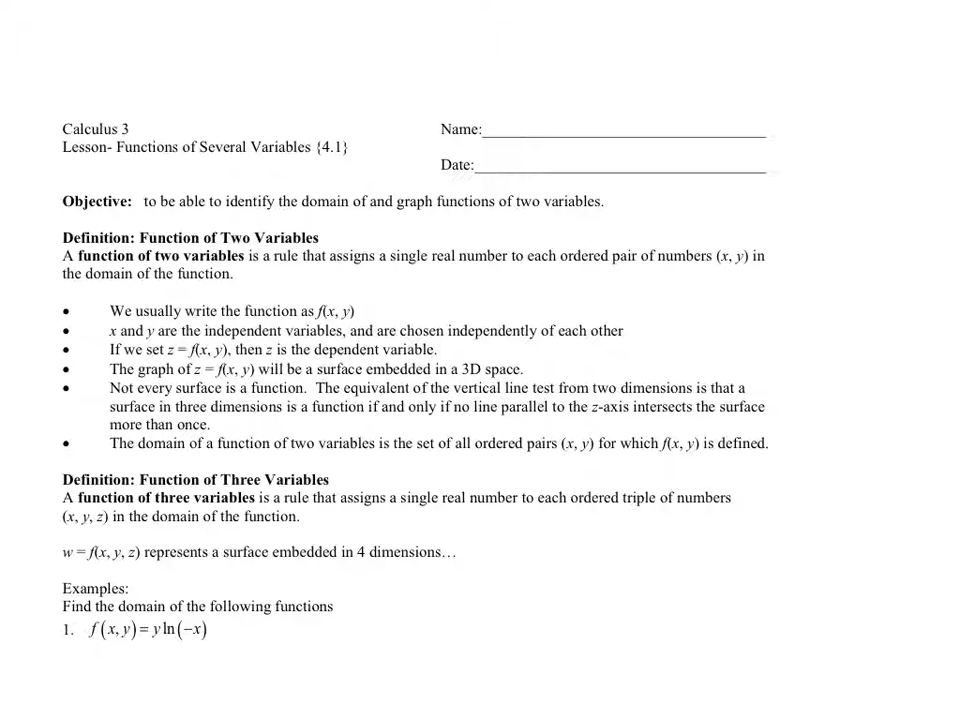 Calculus 3
Name:
Lesson- Functions of Several Variables {4.1}
Date:
Objective: to be able to identify the domain of and graph functions of two variables.
Definition: Function of Two Variables
A function of two variables is a rule that assigns a single real number to each ordered pair of numbers (x, y) in
the domain of the function.
• We usually write the function as f(x, y)
• x and y are the independent variables, and are chosen independently of each other
• If we set z = f(x, y), then z is the dependent variable.
• The graph of z = f(x, y) will be a surface embedded in a 3D space.
• Not every surface is a function. The equivalent of the vertical line test from two dimensions is that a
surface in three dimensions is a function if and only if no line parallel to the z-axis intersects the surface
more than once.
• The domain of a function of two variables is the set of all ordered pairs (x, y) for which f(x, y) is defined.
Definition: Function of Three Variables
A function of three variables is a rule that assigns a single real number to each ordered triple of numbers
(x, y, z) in the domain of the function.
w = f(x, y, z) represents a surface embedded in 4 dimensions…
Examples:
Find the domain of the following functions
1. f(x, y) = y ln(−x)